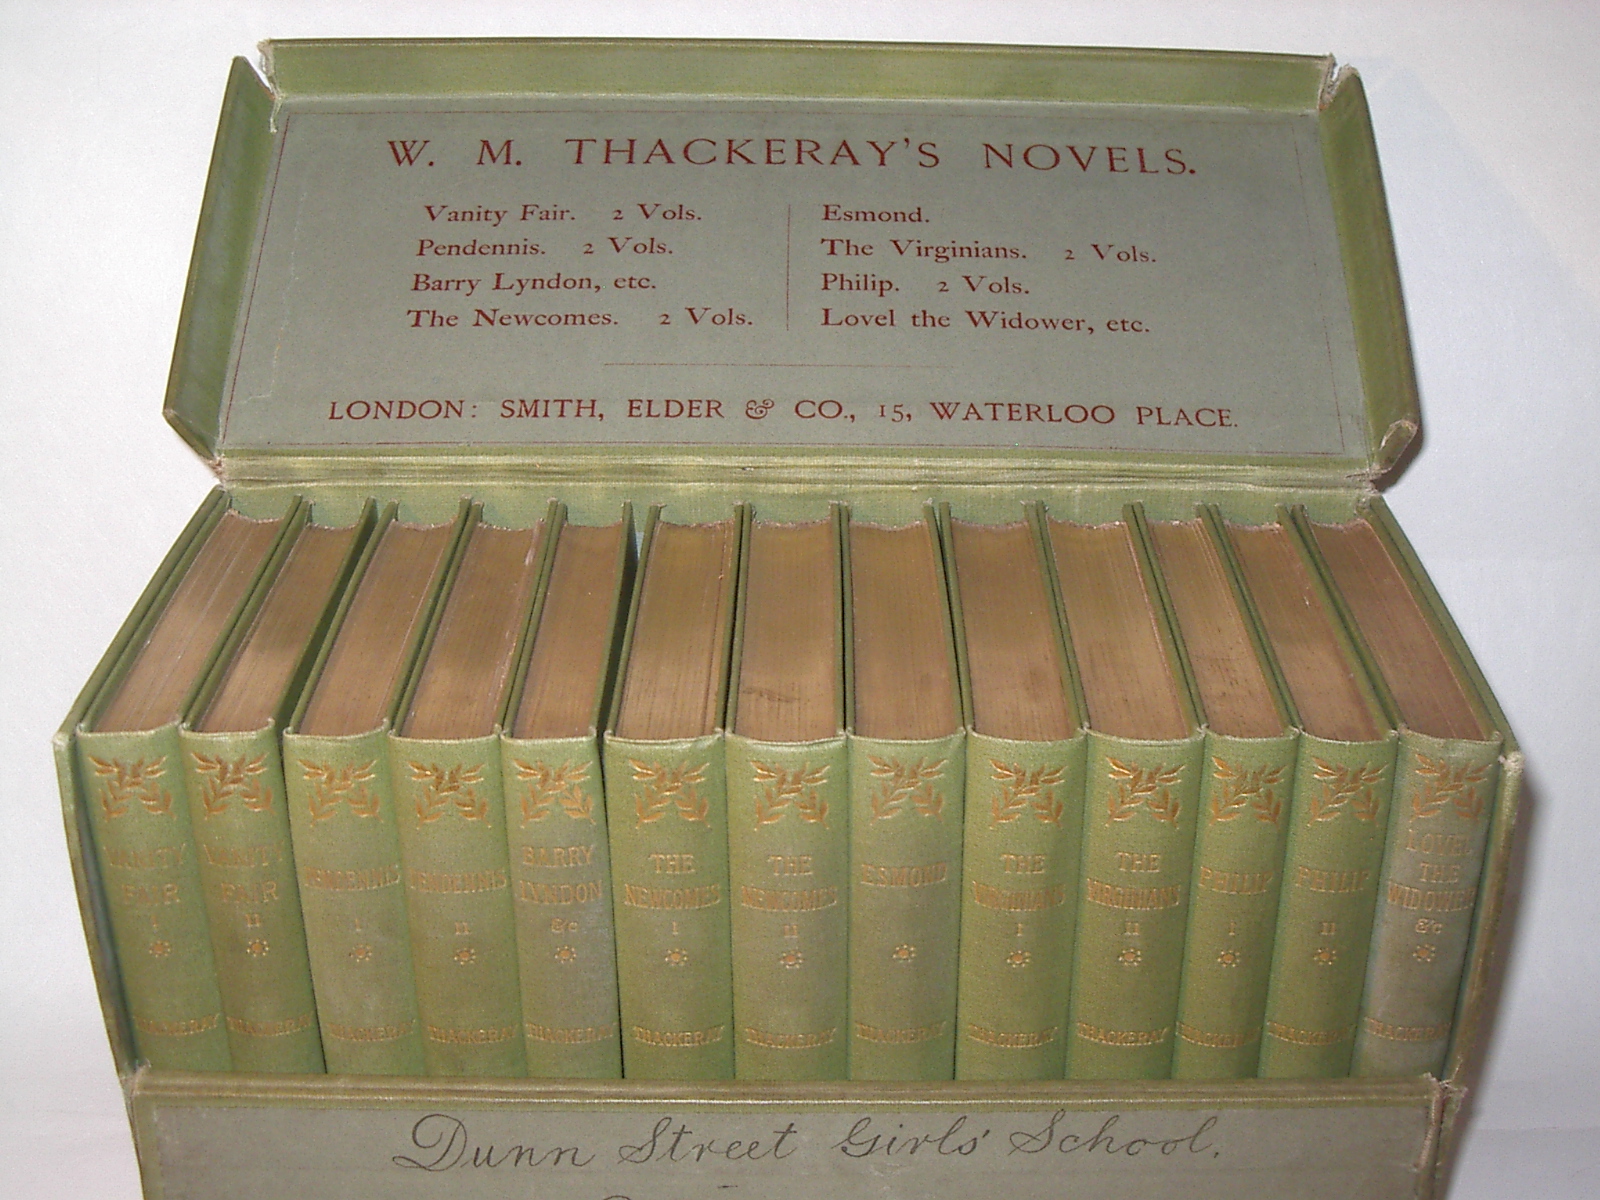 W. M. THACKERAY'S NOVELS.
Vanity Fair. 2 Vols.
Pendennis. 2 Vols.
Barry Lyndon, etc.
The Newcomes. 2 Vols.
Esmond.
The Virginians. 2 Vols.
Philip. 2 Vols.
Lovel the Widower, etc.
LONDON: SMITH, ELDER & CO., 15, WATERLOO PLACE.
VANITY
FAIR
I
THACKERAY
VANITY
FAIR
II
THACKERAY
PENDENNIS
I
THACKERAY
PENDENNIS
II
THACKERAY
BARRY
LYNDON
&c
THACKERAY
THE
NEWCOMES
I
THACKERAY
THE
NEWCOMES
II
THACKERAY
ESMOND
THACKERAY
THE
VIRGINIANS
I
THACKERAY
THE
VIRGINIANS
II
THACKERAY
PHILIP
I
THACKERAY
PHILIP
II
THACKERAY
LOVEL
THE
WIDOWER
&c
THACKERAY
Dunn Street Girls' School.